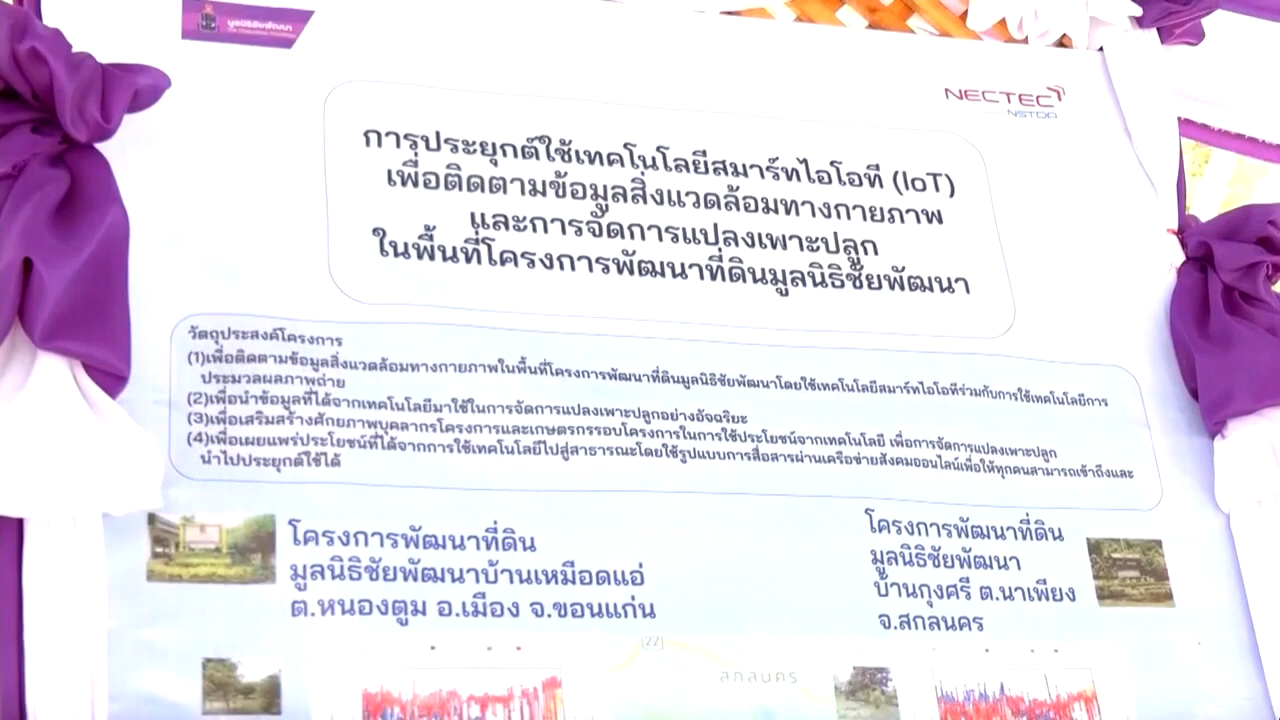 มูลนิธิชัยพัฒนา
NECTEC
NSTDA
การประยุกต์ใช้เทคโนโลยีสมาร์ทไอโอที (IoT)
เพื่อติดตามข้อมูลสิ่งแวดล้อมทางกายภาพ
และการจัดการแปลงเพาะปลูก
ในพื้นที่โครงการพัฒนาที่ดินมูลนิธิชัยพัฒนา
วัตถุประสงค์โครงการ
(1)เพื่อติดตามข้อมูลสิ่งแวดล้อมทางกายภาพในพื้นที่โครงการพัฒนาที่ดินมูลนิธิชัยพัฒนาโดยใช้เทคโนโลยีสมาร์ทไอโอทีร่วมกับการใช้เทคโนโลยีการ
ประมวลผลภาพถ่าย
(2)เพื่อนำข้อมูลที่ได้จากเทคโนโลยีมาใช้ในการจัดการแปลงเพาะปลูกอย่างอัจฉริยะ
(3)เพื่อเสริมสร้างศักยภาพบุคลากรโครงการและเกษตรกรรอบโครงการในการใช้ประโยชน์จากเทคโนโลยี เพื่อการจัดการแปลงเพาะปลูก
(4)เพื่อเผยแพร่ประโยชน์ที่ได้จากการใช้เทคโนโลยีไปสู่สาธารณะโดยใช้รูปแบบการสื่อสารผ่านเครือข่ายสังคมออนไลน์เพื่อให้ทุกคนสามารถเข้าถึงและ
นำไปประยุกต์ใช้ได้
โครงการพัฒนาที่ดิน
มูลนิธิชัยพัฒนาบ้านเหมือดแอ่
ต.หนองตูม อ.เมือง จ.ขอนแก่น
โครงการพัฒนาที่ดิน
มูลนิธิชัยพัฒนา
บ้านกุงศรี ต.นาเพียง
จ.สกลนคร
(22)
สกลนคร